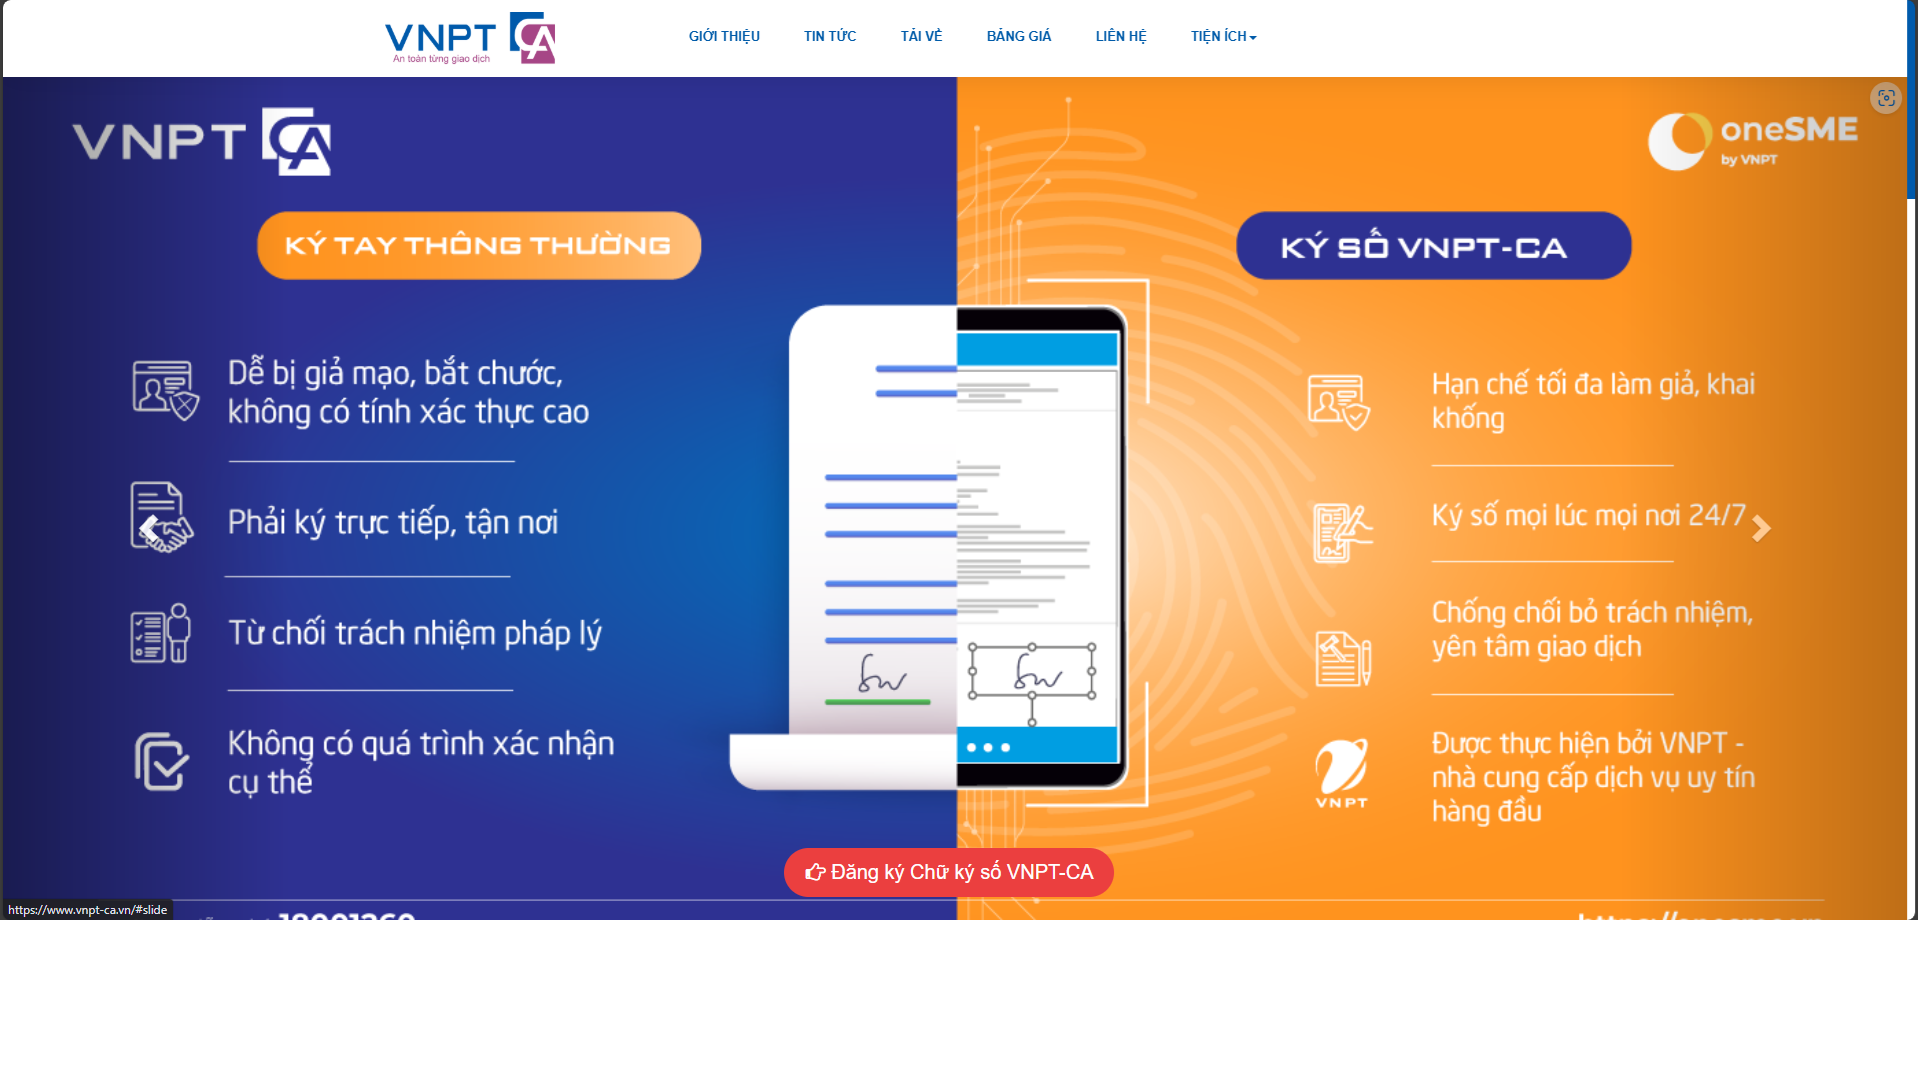 VNPT CA
An toàn từng giao dịch
GIỚI THIỆU TIN TỨC TẢI VỀ BẢNG GIÁ LIÊN HỆ TIỆN ÍCH
VNPT CA
oneSME
by VNPT
KÝ TAY THÔNG THƯỜNG
Dễ bị giả mạo, bắt chước,
không có tính xác thực cao
Phải ký trực tiếp, tận nơi
Từ chối trách nhiệm pháp lý
Không có quá trình xác nhận
cụ thể
KÝ SỐ VNPT-CA
Hạn chế tối đa làm giả, khai
khống
Ký số mọi lúc mọi nơi 24/7
Chống chối bỏ trách nhiệm,
yên tâm giao dịch
VNPT
Được thực hiện bởi VNPT -
nhà cung cấp dịch vụ uy tín
hàng đầu
Đăng ký Chữ ký số VNPT-CA
https://www.vnpt-ca.vn/#slide
18001260
https://onesme.vn